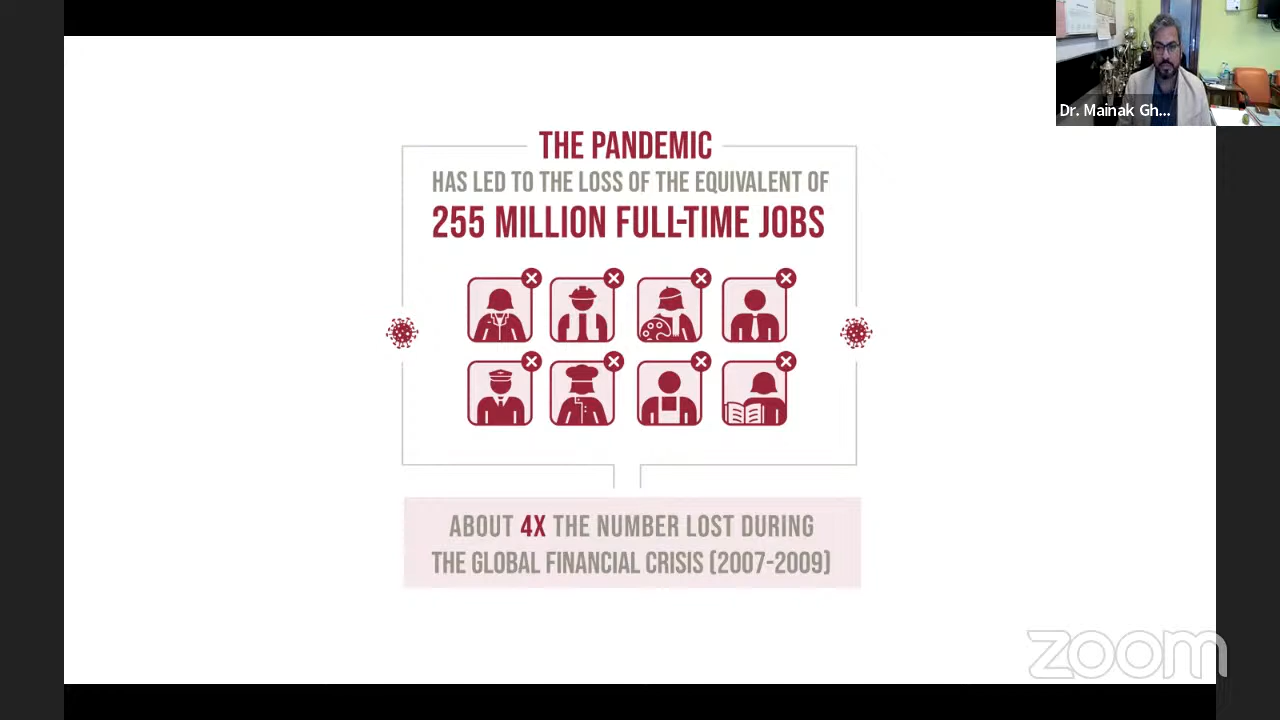 Dr. Mainak Gh...
THE PANDEMIC
HAS LED TO THE LOSS OF THE EQUIVALENT OF
255 MILLION FULL-TIME JOBS
ABOUT 4X THE NUMBER LOST DURING
THE GLOBAL FINANCIAL CRISIS (2007-2009)
zoom